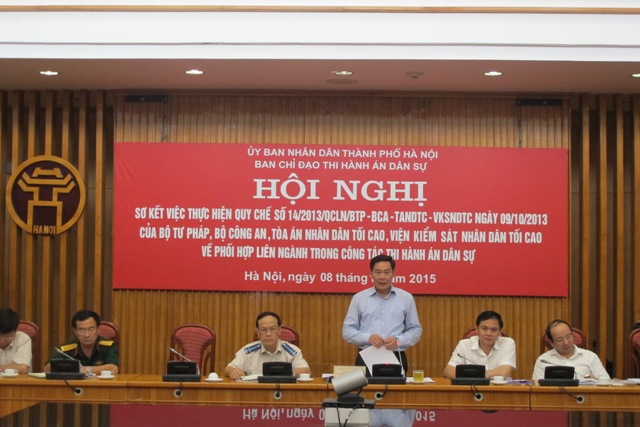 ỦY BAN NHÂN DÂN THÀNH PHỐ HÀ NỘI
BAN CHỈ ĐẠO THI HÀNH ÁN DÂN SỰ
HỘI NGHỊ
SƠ KẾT VIỆC THỰC HIỆN QUY CHẾ SỐ 14/2013/QCLN/BTP -BCA -TANDTC -VKSNDTC NGÀY 09/10/2013
CỦA BỘ TƯ PHÁP, BỘ CÔNG AN, TÒA ÁN NHÂN DÂN TỐI CAO, VIỆN KIỂM SÁT NHÂN DÂN TỐI CAO
VỀ PHỐI HỢP LIÊN NGÀNH TRONG CÔNG TÁC THI HÀNH ÁN DÂN SỰ
Hà Nội, ngày 08 tháng năm 2015
HANOI